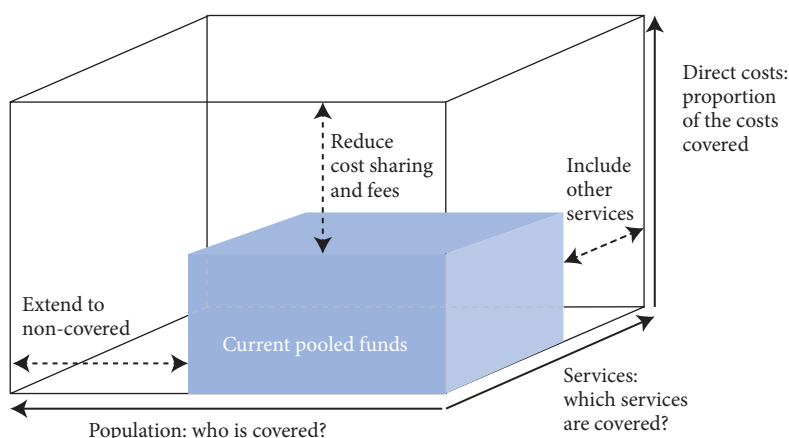 Direct costs:
proportion
of the costs
covered
Reduce
cost sharing
and fees
Include
other
services
Extend to
non-covered
Current pooled funds
Services:
which services
are covered?
Population: who is covered?